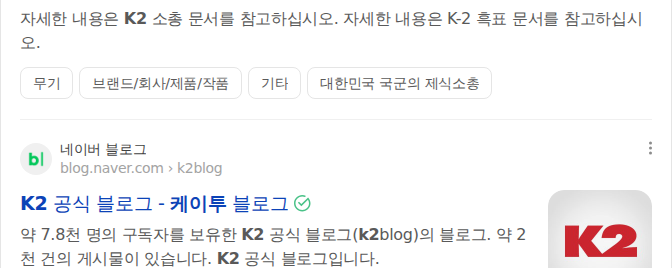 자세한 내용은 K2 소총 문서를 참고하십시오. 자세한 내용은 K-2 흑표 문서를 참고하십시
오.
무기 브랜드/회사/제품/작품 기타 대한민국 국군의 제식소총
b|
네이버 블로그
blog.naver.com › k2blog
K2 공식 블로그 - 케이투 블로그
약 7.8천 명의 구독자를 보유한 K2 공식 블로그(k2blog)의 블로그. 약 2
천 건의 게시물이 있습니다. K2 공식 블로그입니다.
K2